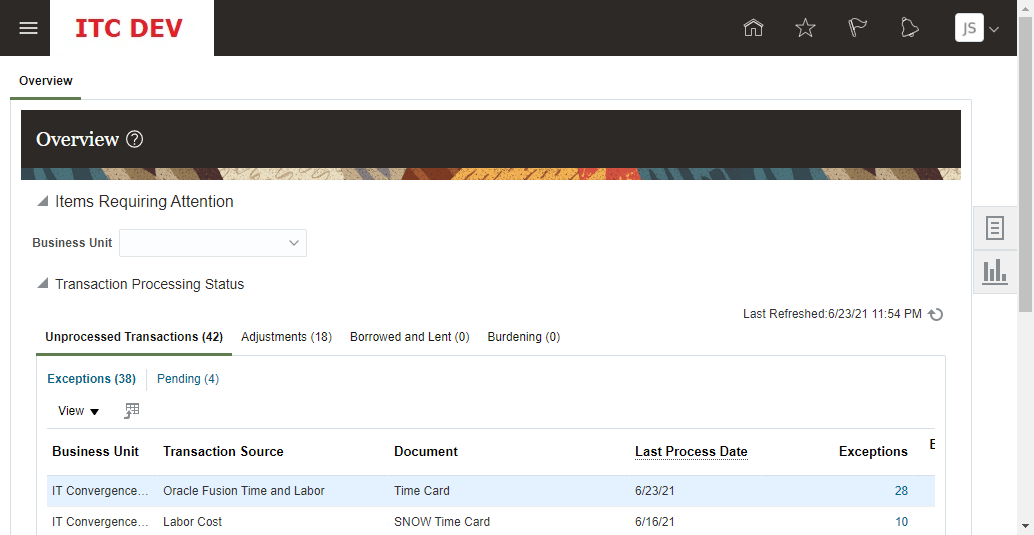 ITC DEV
JS
Overview
Overview
Items Requiring Attention
Business Unit
Transaction Processing Status
Last Refreshed:6/23/21 11:54 PM
Unprocessed Transactions (42) Adjustments (18) Borrowed and Lent (0) Burdening (0)
Exceptions (38) Pending (4)
View
Business Unit Transaction Source Document Last Process Date Exceptions
IT Convergence... Oracle Fusion Time and Labor Time Card 6/23/21 28
IT Convergence... Labor Cost SNOW Time Card 6/16/21 10